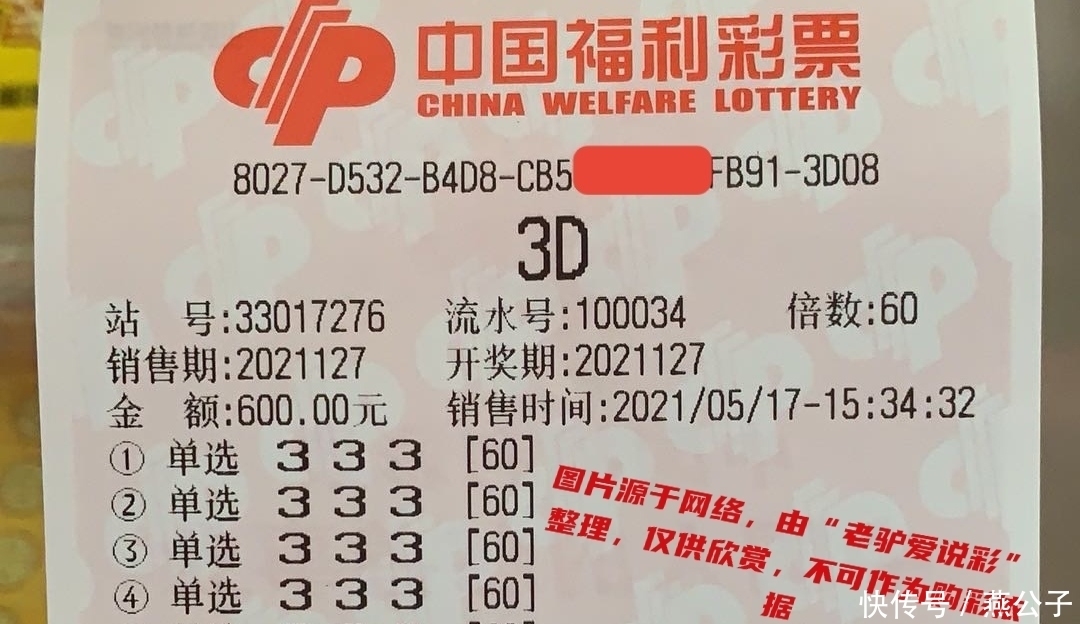 中国福利彩票
CHINA WELFARE LOTTERY
8027-D532-B4D8-CB5 FB91-3D08
3D
站 号:33017276 流水号:100034 倍数:60
销售期:2021127 开奖期:2021127
金 额:600.00元 销售时间:2021/05/17-15:34:32
① 单选 3 3 3 [60]
② 单选 3 3 3 [60]
③ 单选 3 3 3 [60]
④ 单选 3 3 3 [60]
图片源于网络，由“老驴爱说彩”
整理，仅供欣赏，不可作为购彩依
据
快传号/燕公子